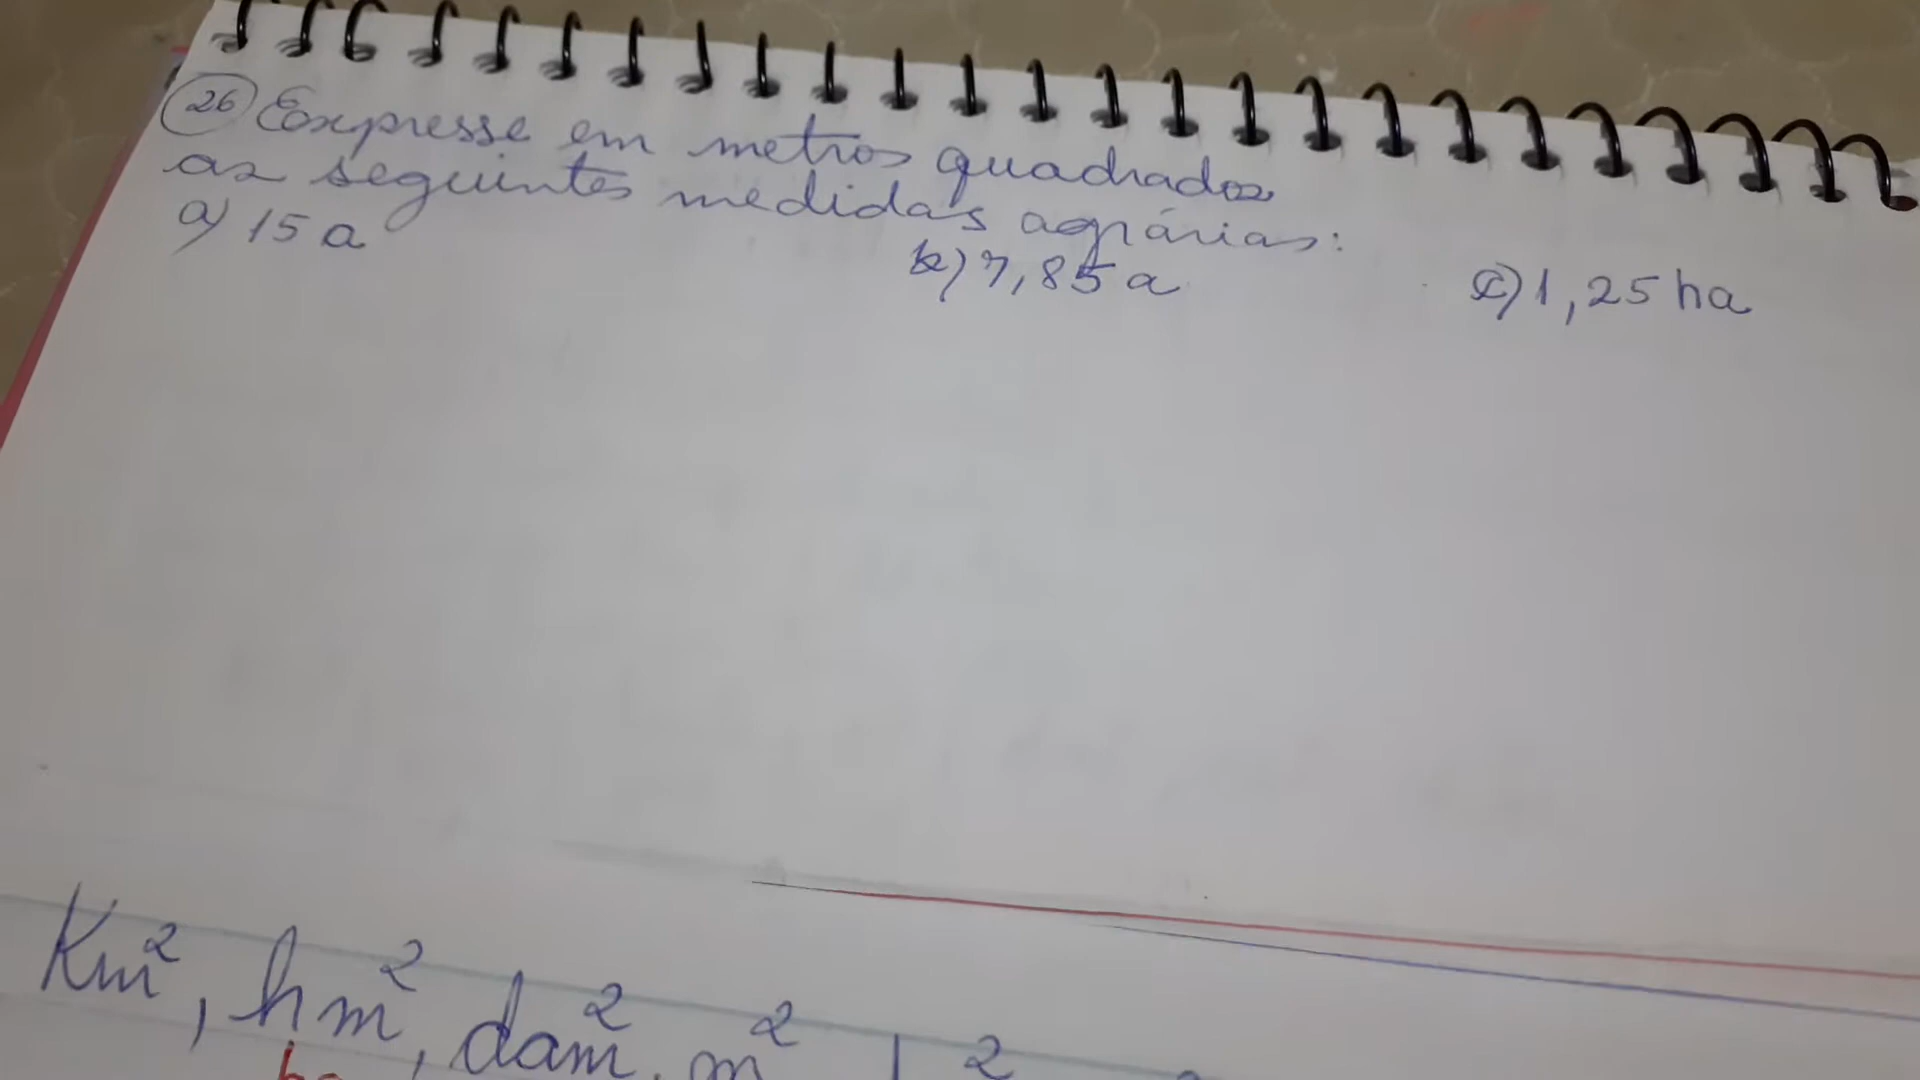 26 Expresse em metros quadrados
as seguintes medidas agrárias:
a) 15 a b) 7,85 a c) 1,25 ha
Km², hm², dam², m²
ha